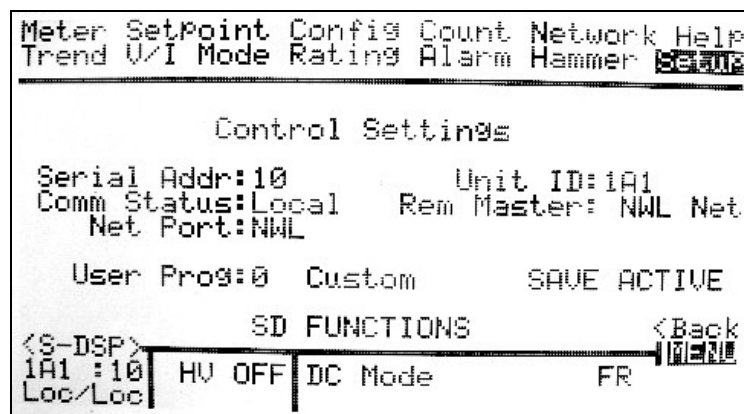 Meter Setpoint Config Count Network Help
Trend V/I Mode Rating Alarm Hammer Setup
Control Settings
Serial Addr:10 Unit ID:1A1
Comm Status:Local Rem Master: NWL Net
Net Port:NWL
User Prog:0 Custom SAVE ACTIVE
SD FUNCTIONS <Back
<S-DSP> MENU
1A1 :10 HV OFF DC Mode FR
Loc/Loc